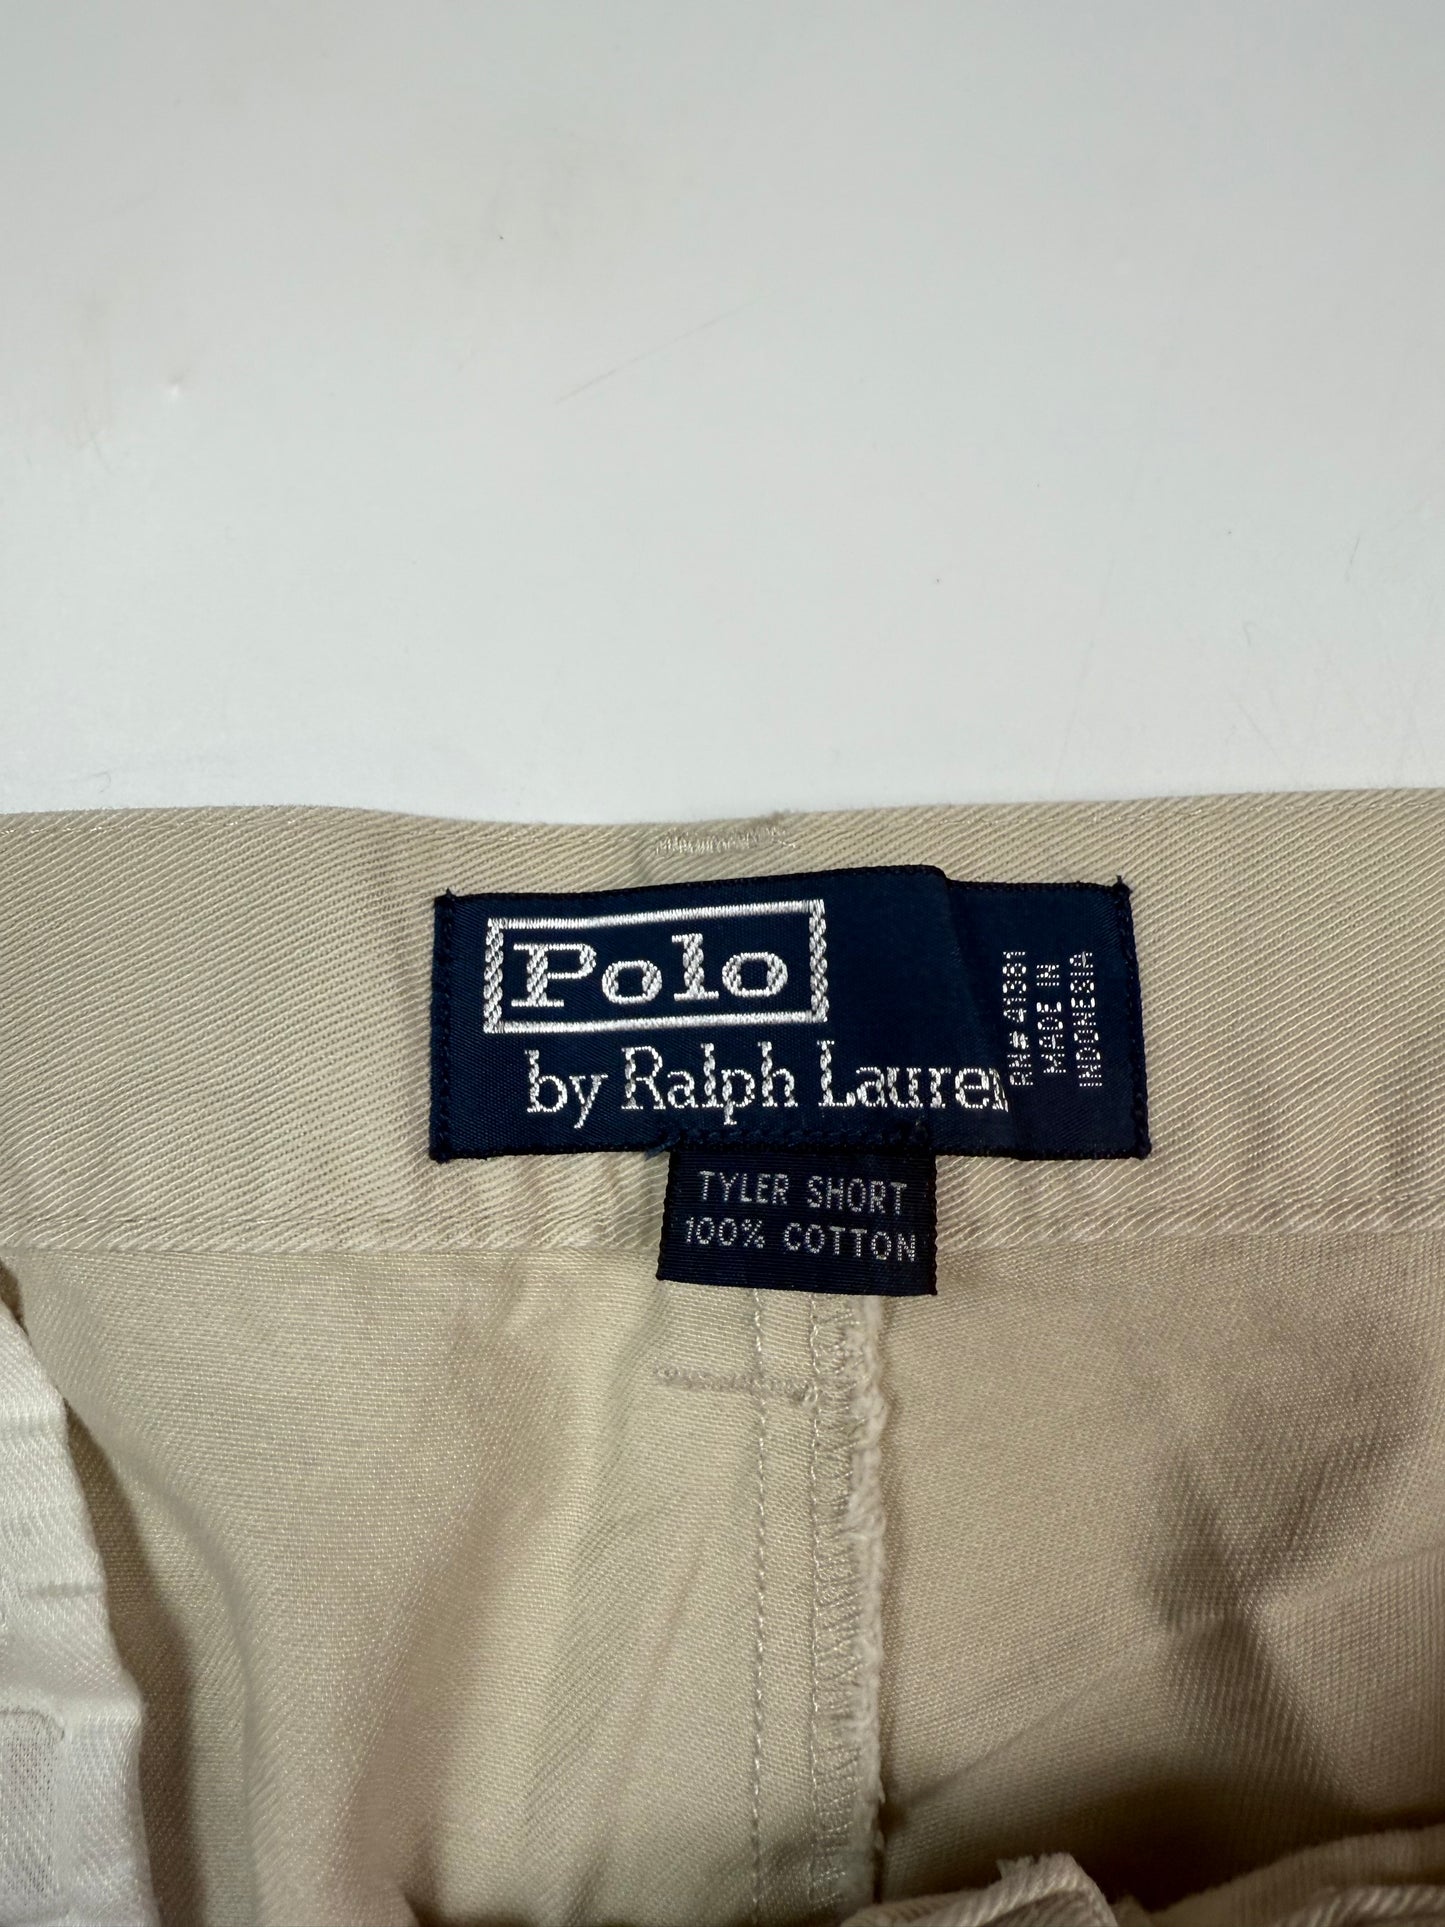 Polo
by Ralph Lauren
RN# 41381
MADE IN
INDONESIA
TYLER SHORT
100% COTTON